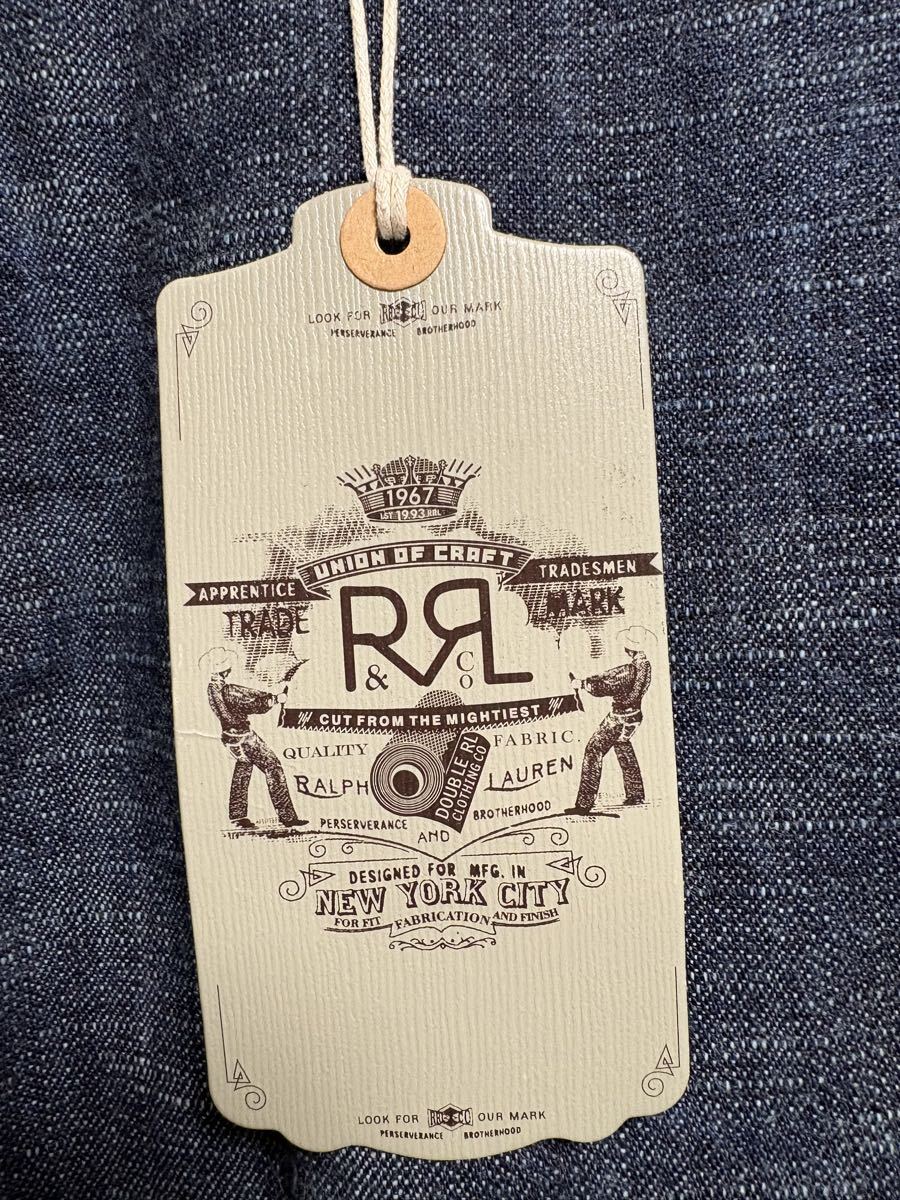 LOOK FOR OUR MARK
PERSERVERANCE BROTHERHOOD
1967
EST 1993 RRL
UNION OF CRAFT
APPRENTICE TRADESMEN
TRADE MARK
RRL
& CO
CUT FROM THE MIGHTIEST
QUALITY FABRIC.
RALPH LAUREN
DOUBLE RL
CLOTHING CO
PERSERVERANCE AND BROTHERHOOD
DESIGNED FOR MFG. IN
NEW YORK CITY
FOR FIT FABRICATION AND FINISH
LOOK FOR OUR MARK
PERSERVERANCE BROTHERHOOD